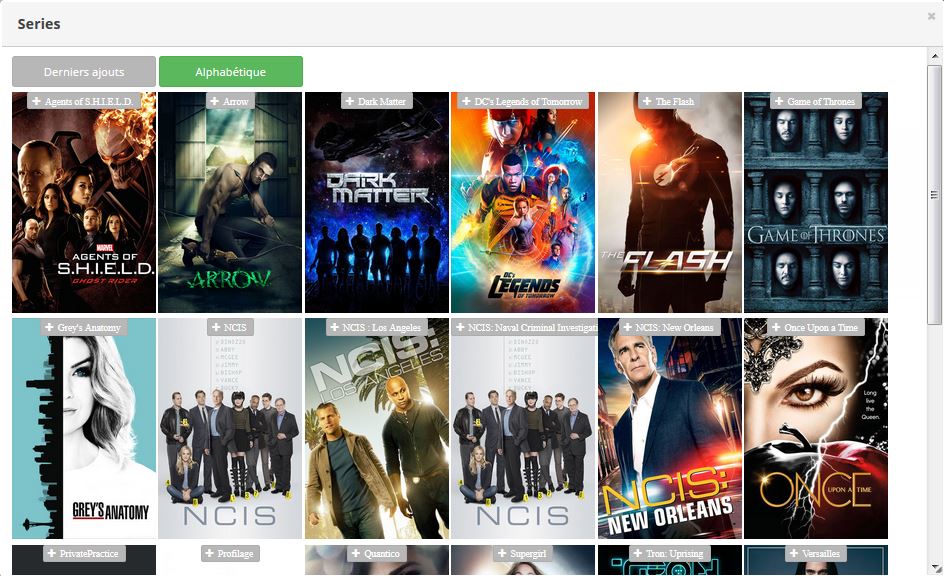 Series
Derniers ajouts
Alphabétique
Agents of S.H.I.E.L.D.
Arrow
Dark Matter
DC's Legends of Tomorrow
The Flash
Game of Thrones
MARVEL
AGENTS OF
S.H.I.E.L.D.
GHOST RIDER
ARROW
DARK
MATTER
DC's
LEGENDS
OF TOMORROW
THE
FLASH
GAME OF THRONES
Grey's Anatomy
NCIS
NCIS : Los Angeles
NCIS: Naval Criminal Investigati
NCIS: New Orleans
Once Upon a Time
GREY'S ANATOMY
DINOZZO
ABBY
MCGEE
JIMMY
BISHOP
VANCE
DUCKY
NCIS
NCIS:
LOS ANGELES
DINOZZO
ABBY
MCGEE
JIMMY
BISHOP
VANCE
DUCKY
NCIS
NCIS:
NEW ORLEANS
Long
live
the
Queen.
ONCE
UPON A TIME
PrivatePractice
Profilage
Quantico
Supergirl
Tron: Uprising
Versailles